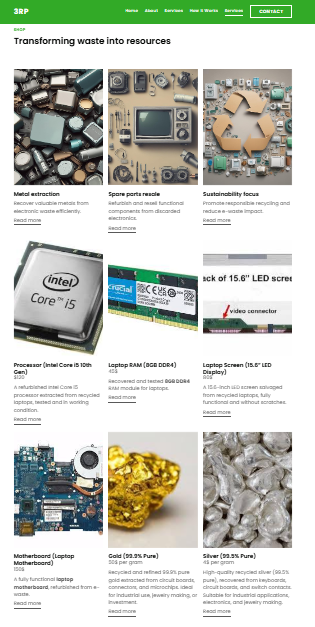 3RP
Home About Services How it Works Services CONTACT
SHOP
Transforming waste into resources
Metal extraction
Recover valuable metals from
electronic waste efficiently.
Read more
Spare parts resale
Refurbish and resell functional
components from discarded
electronics.
Read more
Sustainability focus
Promote responsible recycling and
reduce e-waste impact.
Read more
intel
Core™ i5
crucial
ack of 15.6" LED scree
video connector
Processor (Intel Core i5 10th
Gen)
$120
A refurbished Intel Core i5
processor extracted from recycled
laptops, tested and in working
condition.
Read more
Laptop RAM (8GB DDR4)
45$
Recovered and tested 8GB DDR4
RAM module for laptops.
Read more
Laptop Screen (15.6" LED
Display)
80$
A 15.6-inch LED screen salvaged
from recycled laptops, fully
functional and without scratches.
Read more
Motherboard (Laptop
Motherboard)
150$
A fully functional laptop
motherboard, refurbished from e-
waste.
Read more
Gold (99.9% Pure)
50$ per gram
Recycled and refined 99.9% pure
gold extracted from circuit boards,
connectors, and microchips. Ideal
for industrial use, jewelry making, or
investment.
Read more
Silver (99.5% Pure)
4$ per gram
High-quality recycled silver (99.5%
pure), recovered from keyboards,
circuit boards, and switch contacts.
Suitable for industrial applications,
electronics, and jewelry making.
Read more